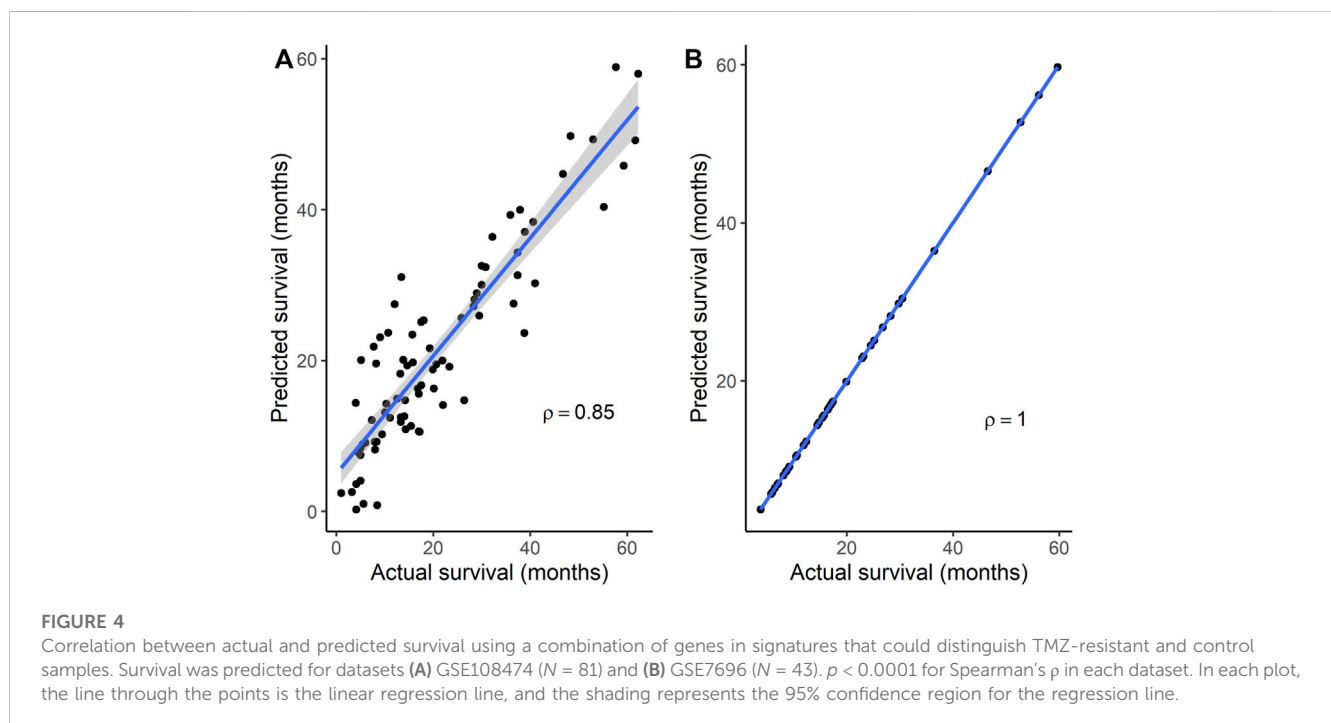 A
B
60
40
20
0
Predicted survival (months)
ρ = 0.85
0 20 40 60
Actual survival (months)
60
40
20
Predicted survival (months)
ρ = 1
20 40 60
Actual survival (months)
FIGURE 4
Correlation between actual and predicted survival using a combination of genes in signatures that could distinguish TMZ-resistant and control
samples. Survival was predicted for datasets (A) GSE108474 (N = 81) and (B) GSE7696 (N = 43). p < 0.0001 for Spearman's ρ in each dataset. In each plot,
the line through the points is the linear regression line, and the shading represents the 95% confidence region for the regression line.